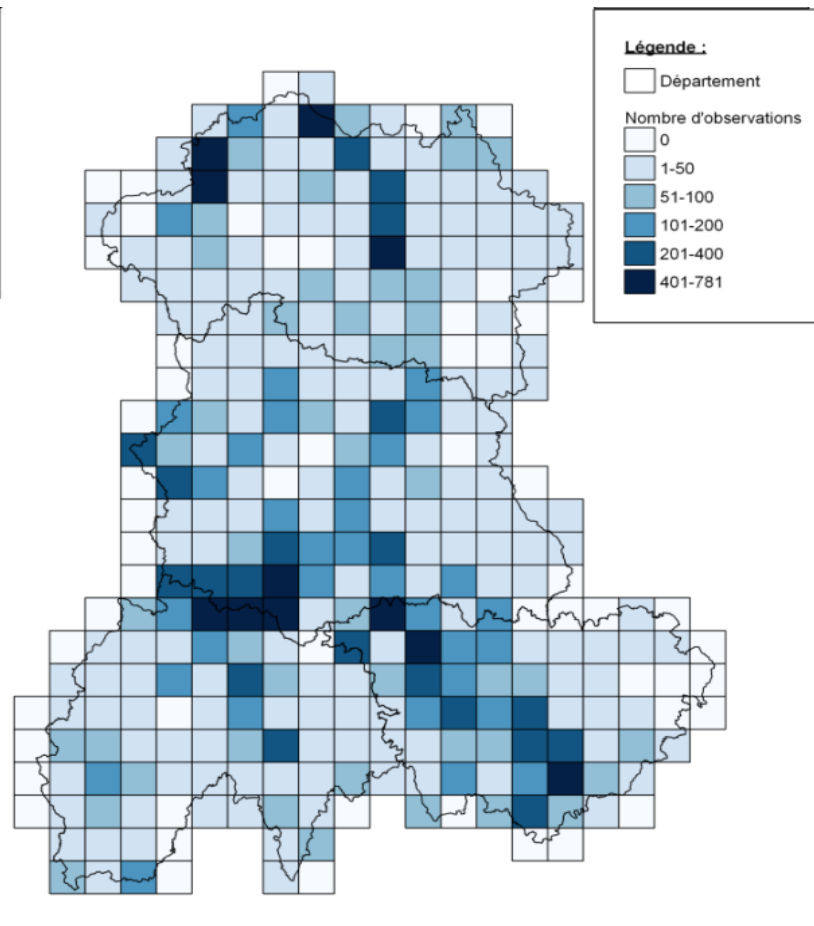 Légende :
Département
Nombre d'observations
0
1-50
51-100
101-200
201-400
401-781